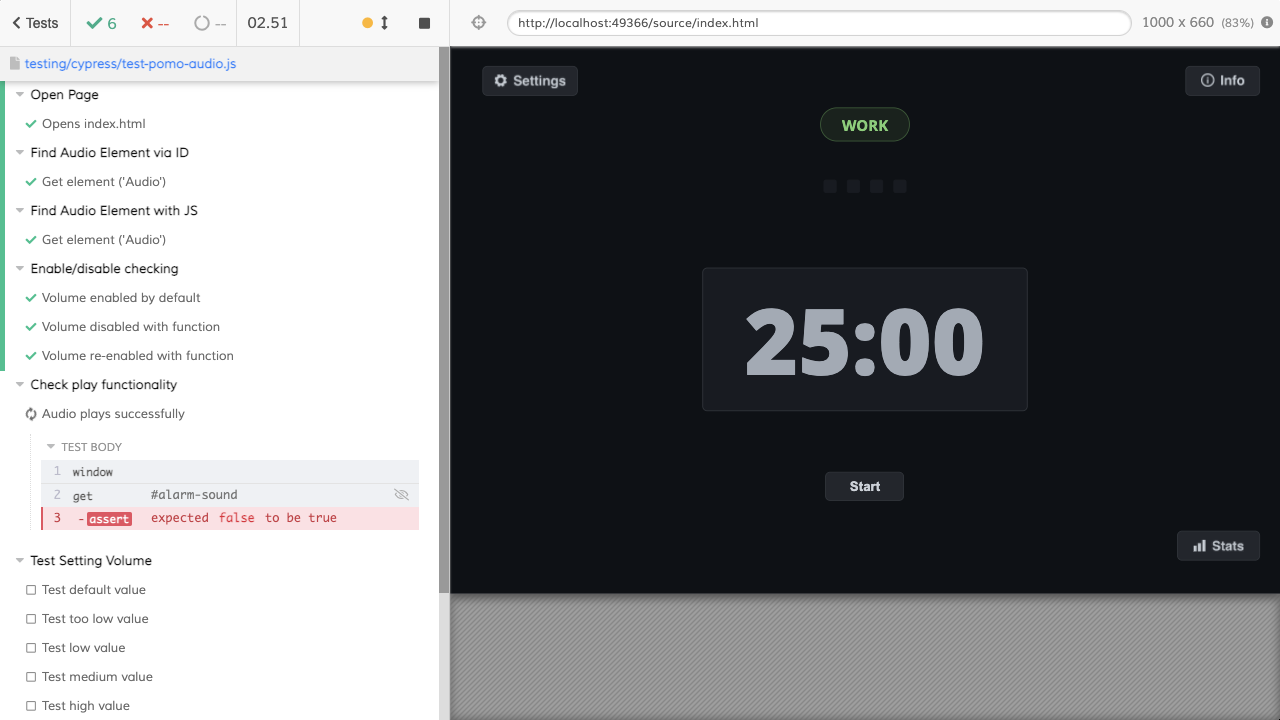 Tests
6
--
--
02.51
http://localhost:49366/source/index.html
1000 x 660 (83%)
testing/cypress/test-pomo-audio.js
Open Page
Opens index.html
Find Audio Element via ID
Get element ('Audio')
Find Audio Element with JS
Get element ('Audio')
Enable/disable checking
Volume enabled by default
Volume disabled with function
Volume re-enabled with function
Check play functionality
Audio plays successfully
TEST BODY
1 window
2 get #alarm-sound
3 -assert expected false to be true
Test Setting Volume
Test default value
Test too low value
Test low value
Test medium value
Test high value
Settings
Info
WORK
25:00
Start
Stats